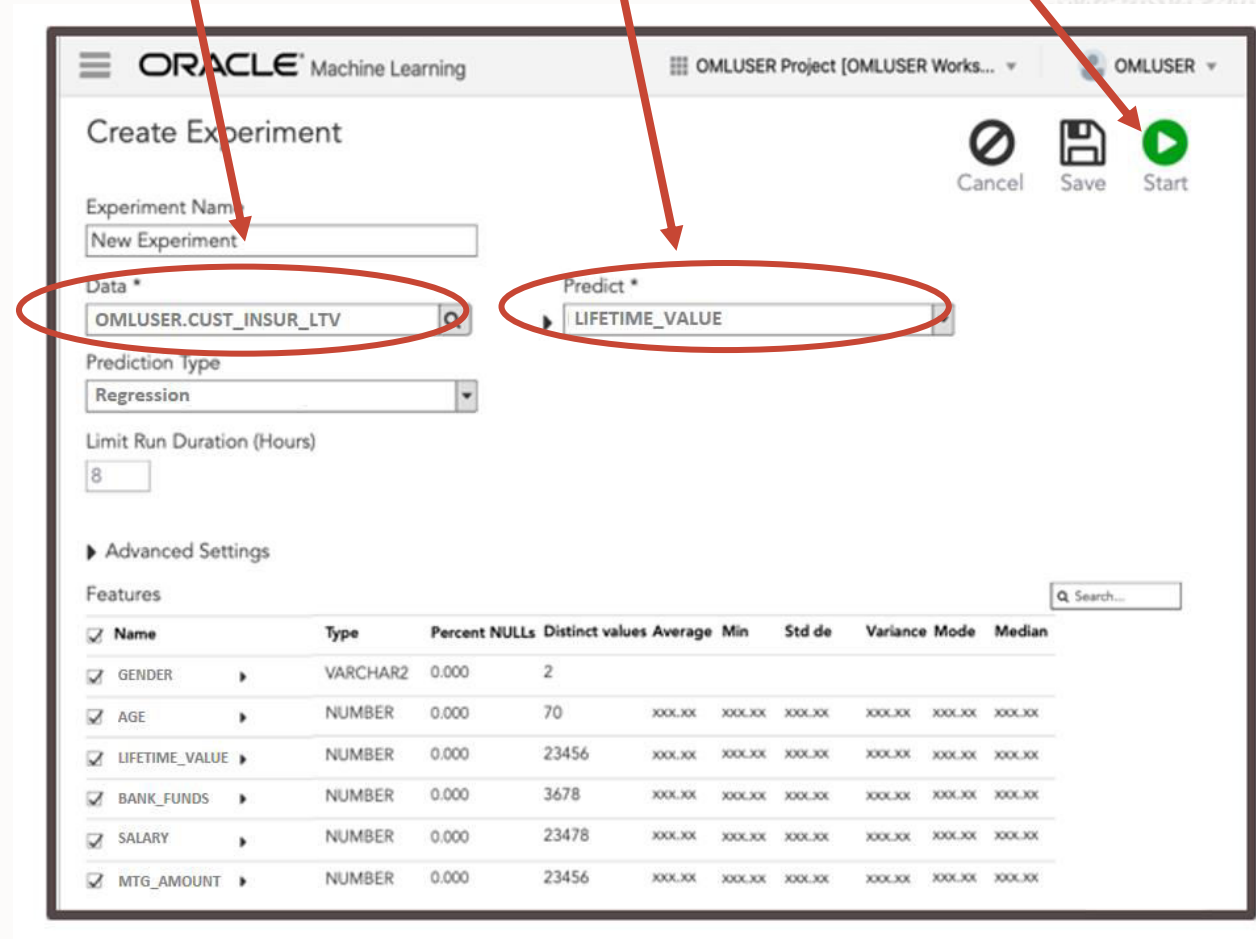 ORACLE Machine Learning
OMLUSER Project [OMLUSER Works...
OMLUSER
Create Experiment
Cancel Save Start
Experiment Name
New Experiment
Data * Predict *
OMLUSER.CUST_INSUR_LTV LIFETIME_VALUE
Prediction Type
Regression
Limit Run Duration (Hours)
8
Advanced Settings
Features
Search...
Name Type Percent NULLs Distinct values Average Min Std de Variance Mode Median
GENDER VARCHAR2 0.000 2
AGE NUMBER 0.000 70 xxx.xx xxx.xx xxx.xx xxx.xx xxx.xx xxx.xx
LIFETIME_VALUE NUMBER 0.000 23456 xxx.xx xxx.xx xxx.xx xxx.xx xxx.xx xxx.xx
BANK_FUNDS NUMBER 0.000 3678 xxx.xx xxx.xx xxx.xx xxx.xx xxx.xx xxx.xx
SALARY NUMBER 0.000 23478 xxx.xx xxx.xx xxx.xx xxx.xx xxx.xx xxx.xx
MTG_AMOUNT NUMBER 0.000 23456 xxx.xx xxx.xx xxx.xx xxx.xx xxx.xx xxx.xx